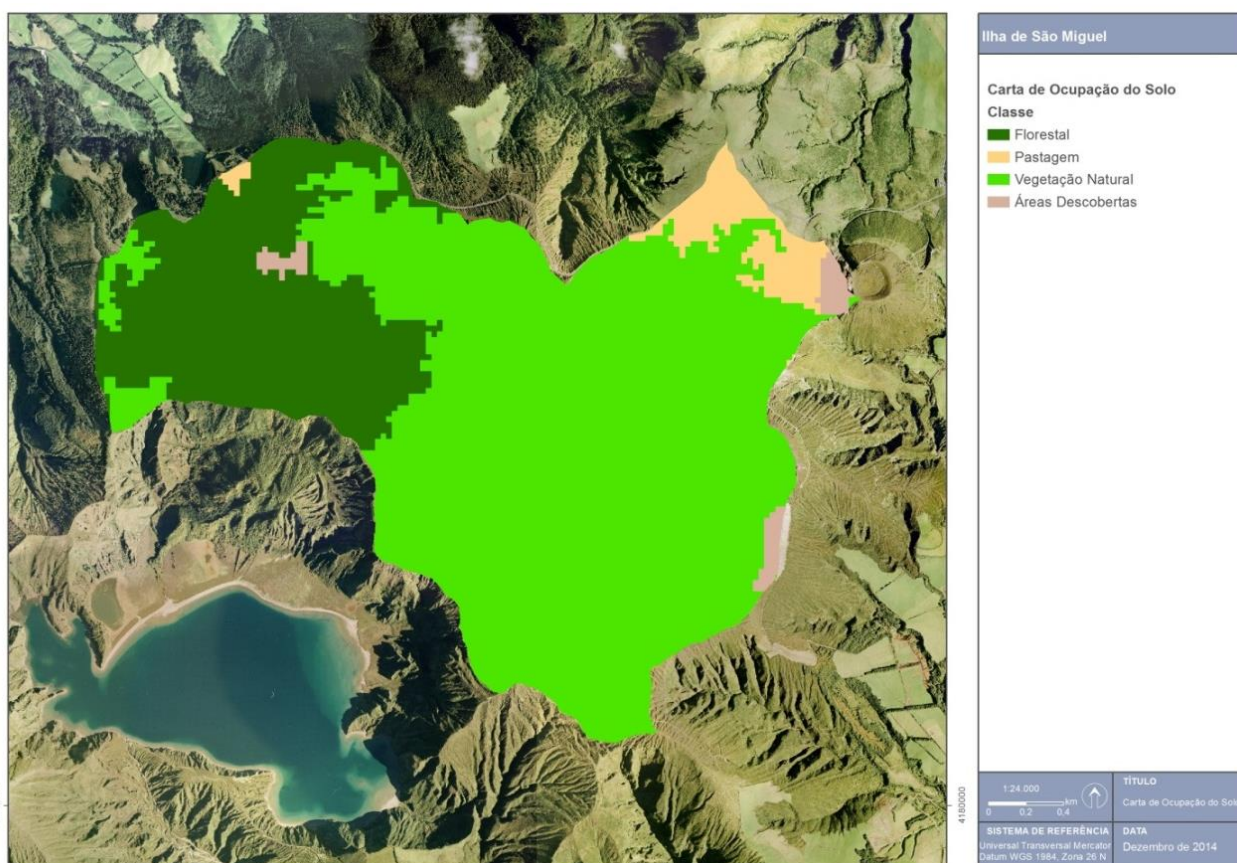 Ilha de São Miguel
Carta de Ocupação do Solo
Classe
Florestal
Pastagem
Vegetação Natural
Áreas Descobertas
4180000
1:24.000
km
0 0,2 0,4
TÍTULO
Carta de Ocupação do Solo
SISTEMA DE REFERÊNCIA
Universal Transversal Mercator
Datum WGS 1984, Zona 26 N
DATA
Dezembro de 2014